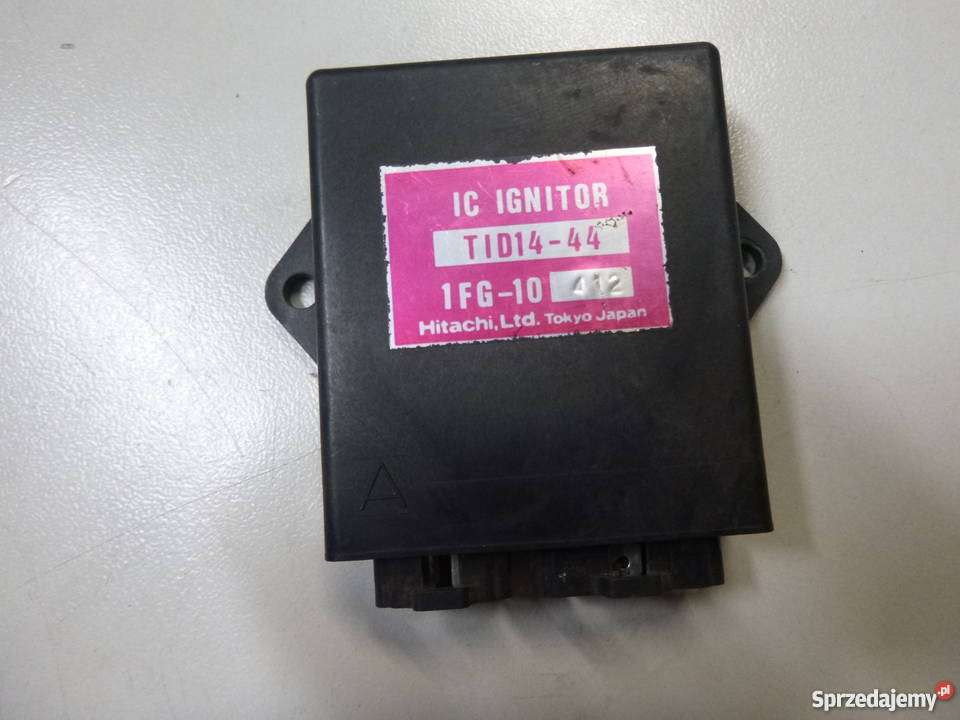 IC IGNITOR
TID14-44
1FG-10 412
Hitachi, Ltd. Tokyo Japan
A
Sprzedajemy.pl